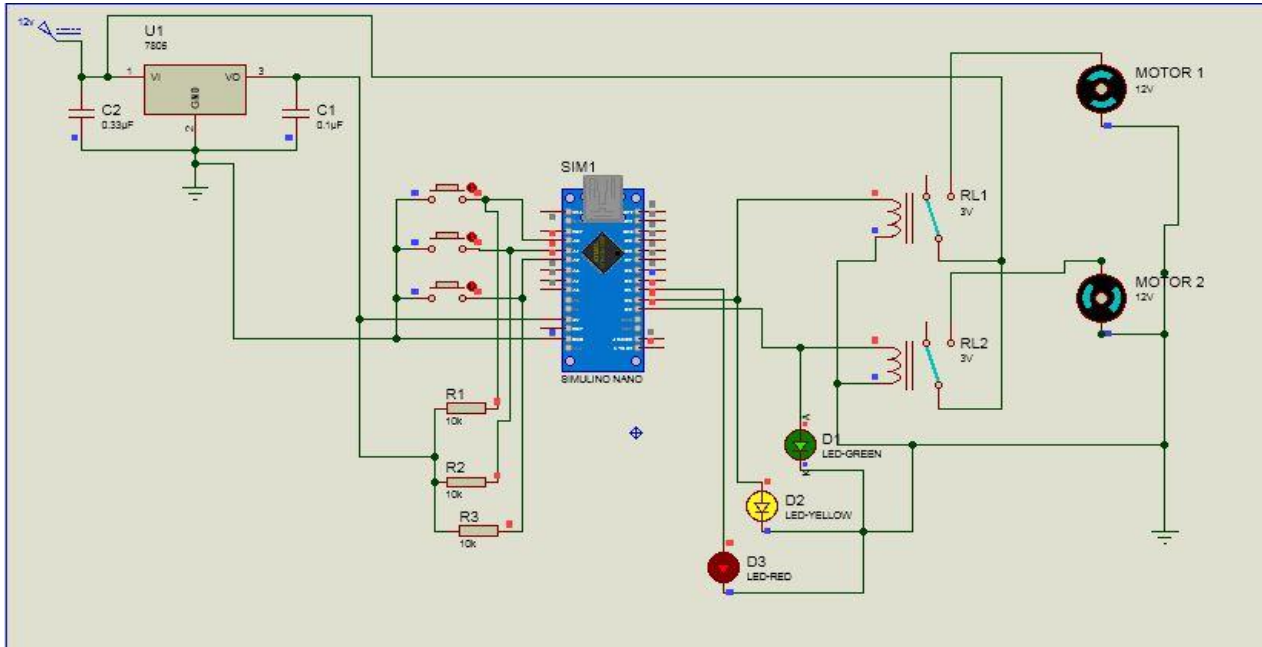 12v
U1
7805
1
VI
VO
3
GND
2
C2
0.33µF
C1
0.1µF
SIM1
SIMULINO NANO
R1
10k
R2
10k
R3
10k
RL1
3V
RL2
3V
MOTOR 1
12V
MOTOR 2
12V
D1
LED-GREEN
D2
LED-YELLOW
D3
LED-RED